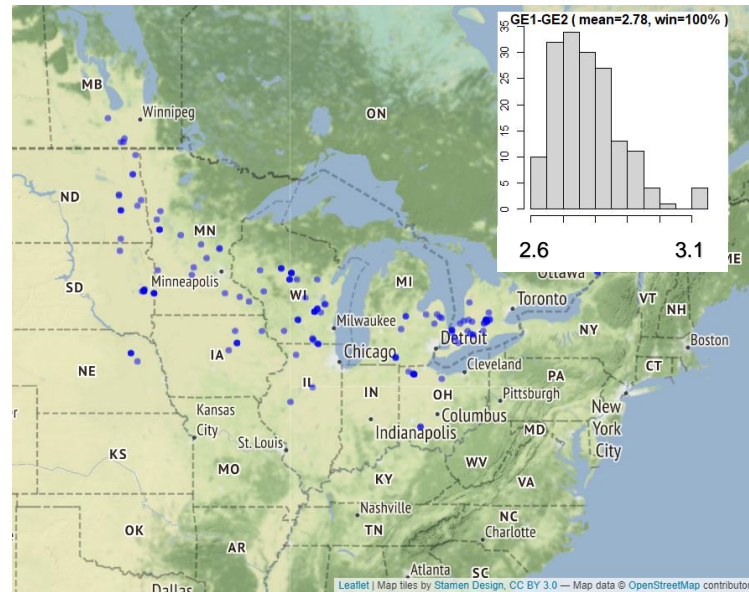 GE1-GE2 ( mean=2.78, win=100% )
35
30
25
20
15
10
5
0
2.6
3.1
MB
Winnipeg
ON
ND
MN
Ottawa
ME
SD
Minneapolis
WI
MI
Toronto
VT
NH
NY
Milwaukee
Detroit
Boston
IA
Chicago
Cleveland
CT
NE
IL
IN
OH
PA
Kansas
City
Columbus
Pittsburgh
New
York
City
St. Louis
Indianapolis
MD
KS
MO
WV
KY
VA
Nashville
OK
TN
NC
Charlotte
AR
Atlanta
SC
Dallas
Leaflet | Map tiles by Stamen Design, CC BY 3.0 — Map data © OpenStreetMap contributor